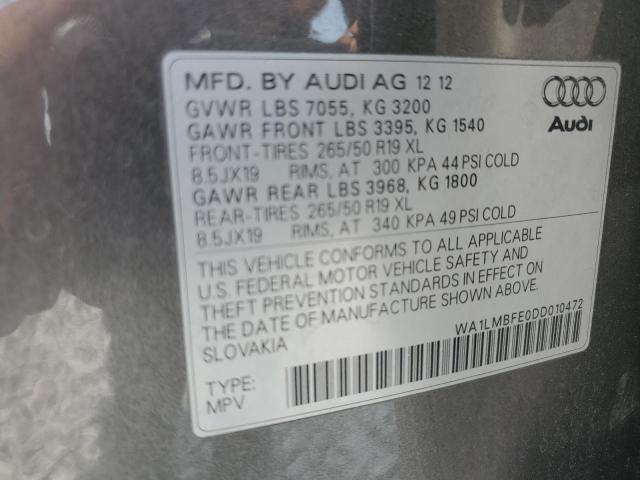 MFD. BY AUDI AG 12 12
GVWR LBS 7055, KG 3200
GAWR FRONT LBS 3395, KG 1540
FRONT-TIRES 265/50 R19 XL
8.5JX19 RIMS, AT 300 KPA 44 PSI COLD
GAWR REAR LBS 3968, KG 1800
REAR-TIRES 265/50 R19 XL
8.5JX19 RIMS, AT 340 KPA 49 PSI COLD
Audi
THIS VEHICLE CONFORMS TO ALL APPLICABLE
U.S. FEDERAL MOTOR VEHICLE SAFETY AND
THEFT PREVENTION STANDARDS IN EFFECT ON
THE DATE OF MANUFACTURE SHOWN ABOVE.
SLOVAKIA
WA1LMBFE0DD010472
TYPE:
MPV